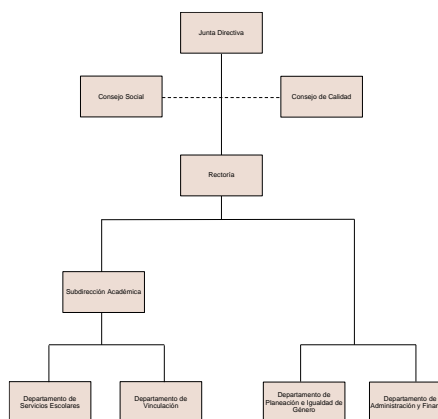 Junta Directiva
Consejo Social
Consejo de Calidad
Rectoría
Subdirección Académica
Departamento de
Servicios Escolares
Departamento de
Vinculación
Departamento de
Planeación e Igualdad de
Género
Departamento de
Administración y